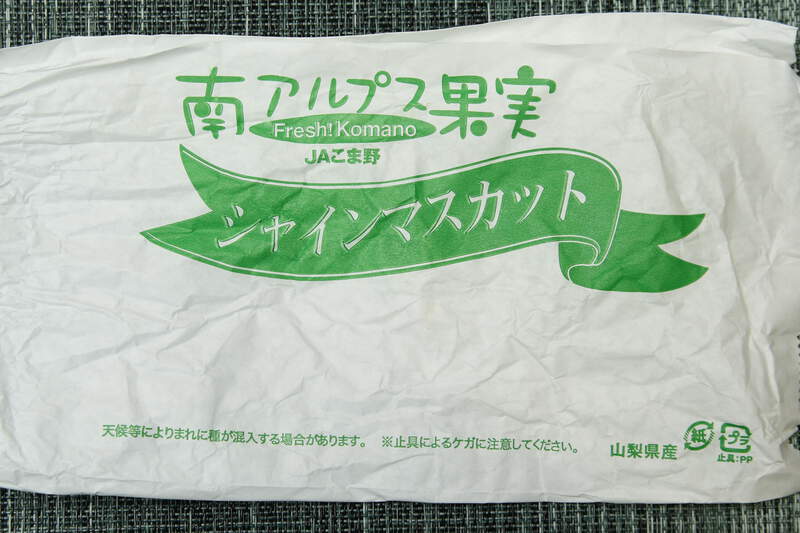 南アルプス果実
Fresh! Komano
JAこま野
シャインマスカット
天候等によりまれに種が混入する場合があります。 ※止具によるケガに注意してください。
山梨県産
紙
プラ
止具:PP